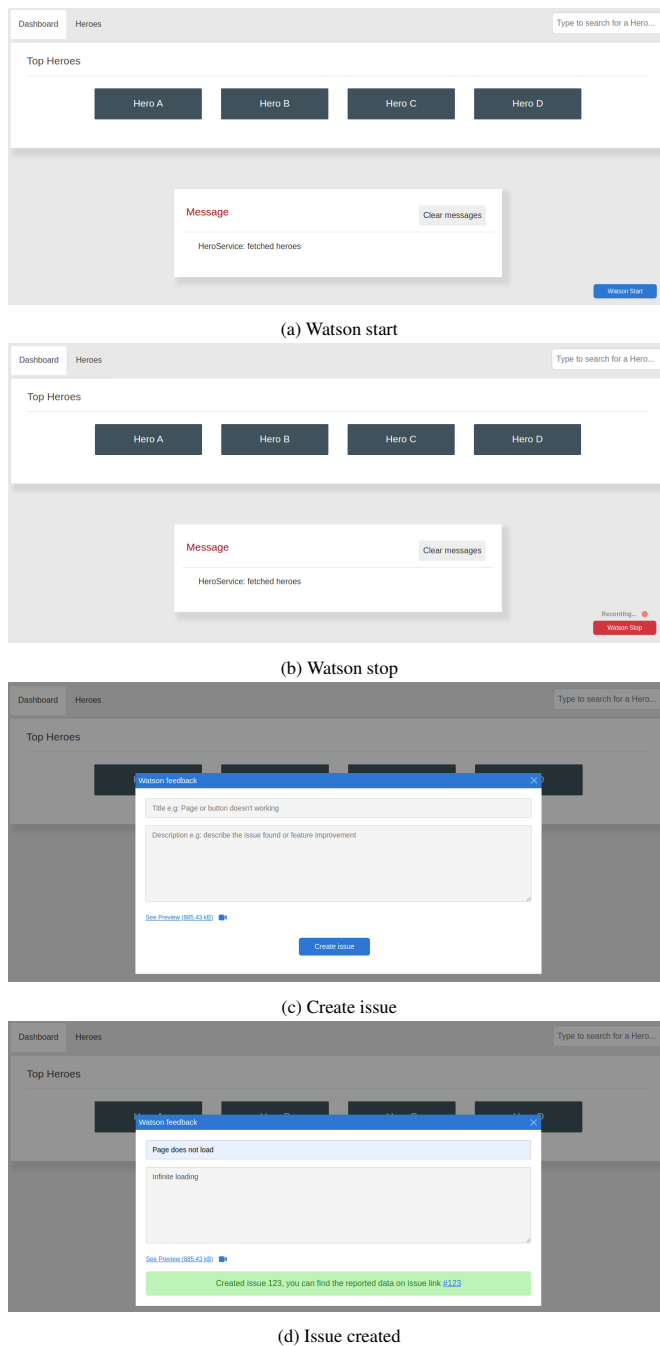 Dashboard Heroes Type to search for a Hero...
Top Heroes
Hero A Hero B Hero C Hero D
Message Clear messages
HeroService: fetched heroes
Watson Start
(a) Watson start
Dashboard Heroes Type to search for a Hero...
Top Heroes
Hero A Hero B Hero C Hero D
Message Clear messages
HeroService: fetched heroes
Recording...
Watson Stop
(b) Watson stop
Dashboard Heroes Type to search for a Hero...
Top Heroes
Watson feedback
Title e.g: Page or button doesn't working
Description e.g: describe the issue found or feature improvement
See Preview (885.43 kB)
Create issue
(c) Create issue
Dashboard Heroes Type to search for a Hero...
Top Heroes
Watson feedback
Page does not load
Infinite loading
See Preview (885.43 kB)
Created issue 123, you can find the reported data on issue link #123
(d) Issue created